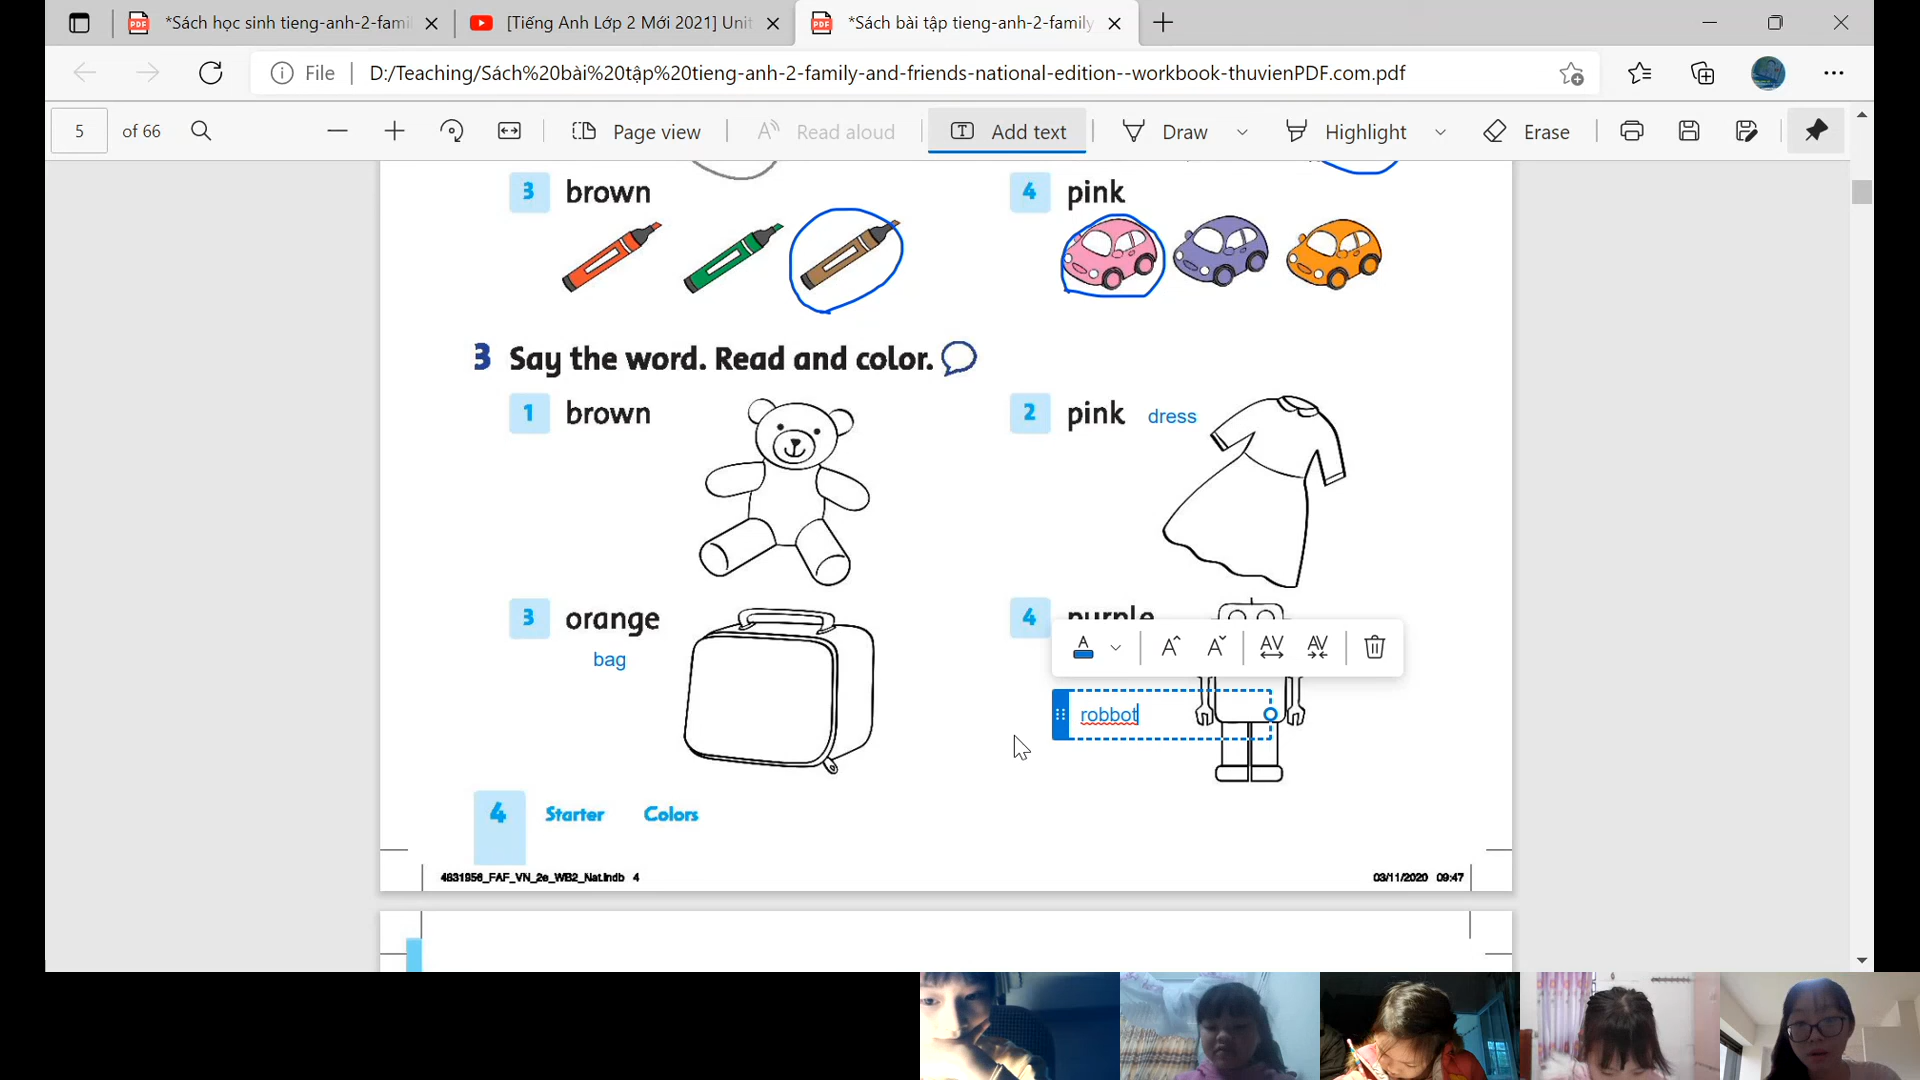 *Sách học sinh tieng-anh-2-fami
[Tiếng Anh Lớp 2 Mới 2021] Unit
*Sách bài tập tieng-anh-2-family
File
D:/Teaching/Sách%20bài%20tập%20tieng-anh-2-family-and-friends-national-edition--workbook-thuvienPDF.com.pdf
5 of 66
Page view
Read aloud
Add text
Draw
Highlight
Erase
3 brown
4 pink
3 Say the word. Read and color.
1 brown
2 pink dress
3 orange
bag
4 purple
robbot
4 Starter Colors
4831956_FAF_VN_2e_WB2_Nat.indb 4
03/11/2020 09:47